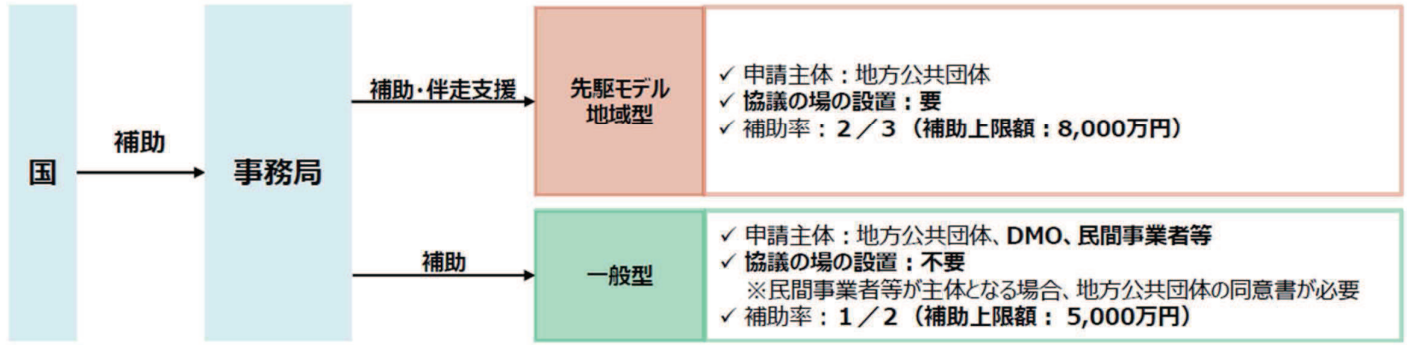 国
補助
事務局
補助・伴走支援
先駆モデル
地域型
✓ 申請主体：地方公共団体
✓ 協議の場の設置：要
✓ 補助率：２／３（補助上限額：8,000万円）
補助
一般型
✓ 申請主体：地方公共団体、DMO、民間事業者等
✓ 協議の場の設置：不要
※民間事業者等が主体となる場合、地方公共団体の同意書が必要
✓ 補助率：１／２（補助上限額： 5,000万円）